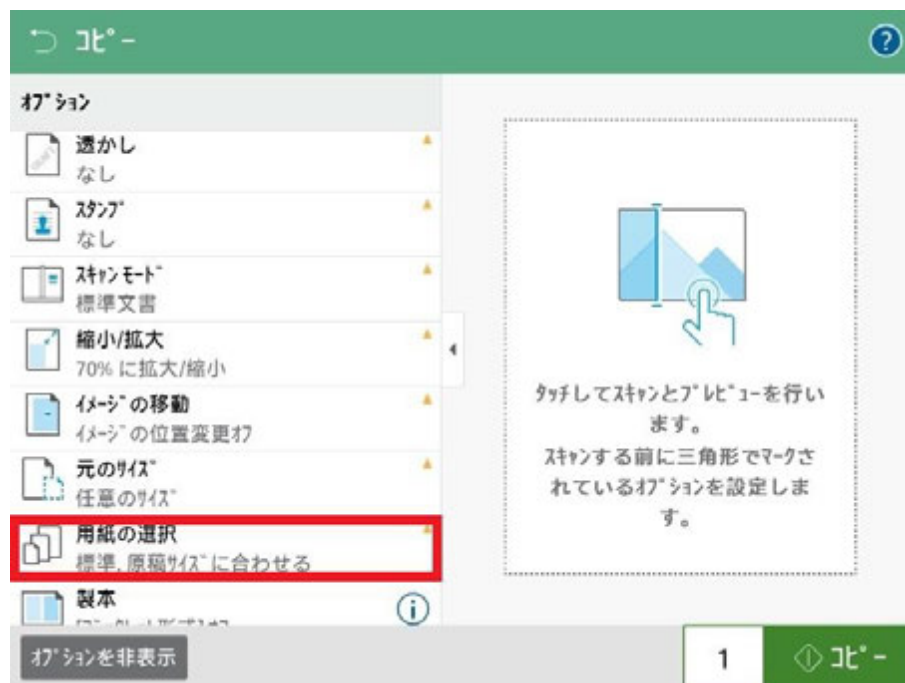 コピー
オプション
透かし
なし
スタンプ
なし
スキャン モード
標準文書
縮小/拡大
70% に拡大/縮小
イメージの移動
イメージの位置変更オフ
元のサイズ
任意のサイズ
用紙の選択
標準, 原稿サイズに合わせる
製本
タッチしてスキャンとプレビューを行い
ます。
スキャンする前に三角形でマークさ
れているオプションを設定しま
す。
オプションを非表示
1
コピー